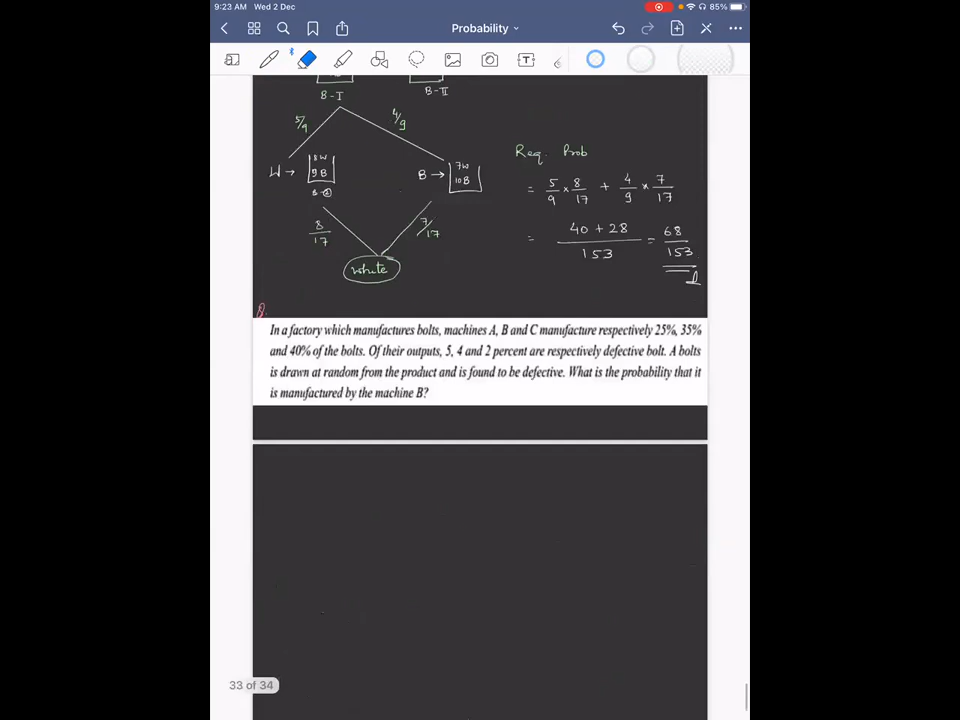 9:23 AM Wed 2 Dec
85%
Probability
T
B-I
B-II
5/9
4/9
W → 8W
9B
B → 7W
10B
B-②
8/17
7/17
white
Req. Prob
= 5/9 × 8/17 + 4/9 × 7/17
= 40 + 28 / 153 = 68/153
Q.
In a factory which manufactures bolts, machines A, B and C manufacture respectively 25%, 35%
and 40% of the bolts. Of their outputs, 5, 4 and 2 percent are respectively defective bolt. A bolts
is drawn at random from the product and is found to be defective. What is the probability that it
is manufactured by the machine B?
33 of 34